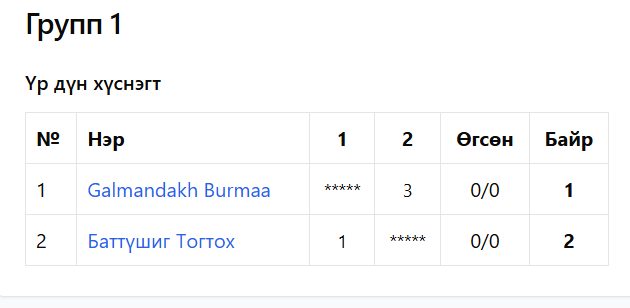 Групп 1
Үр дүн хүснэгт
№ Нэр 1 2 Өгсөн Байр
1 Galmandakh Burmaa ***** 3 0/0 1
2 Баттүшиг Тогтох 1 ***** 0/0 2